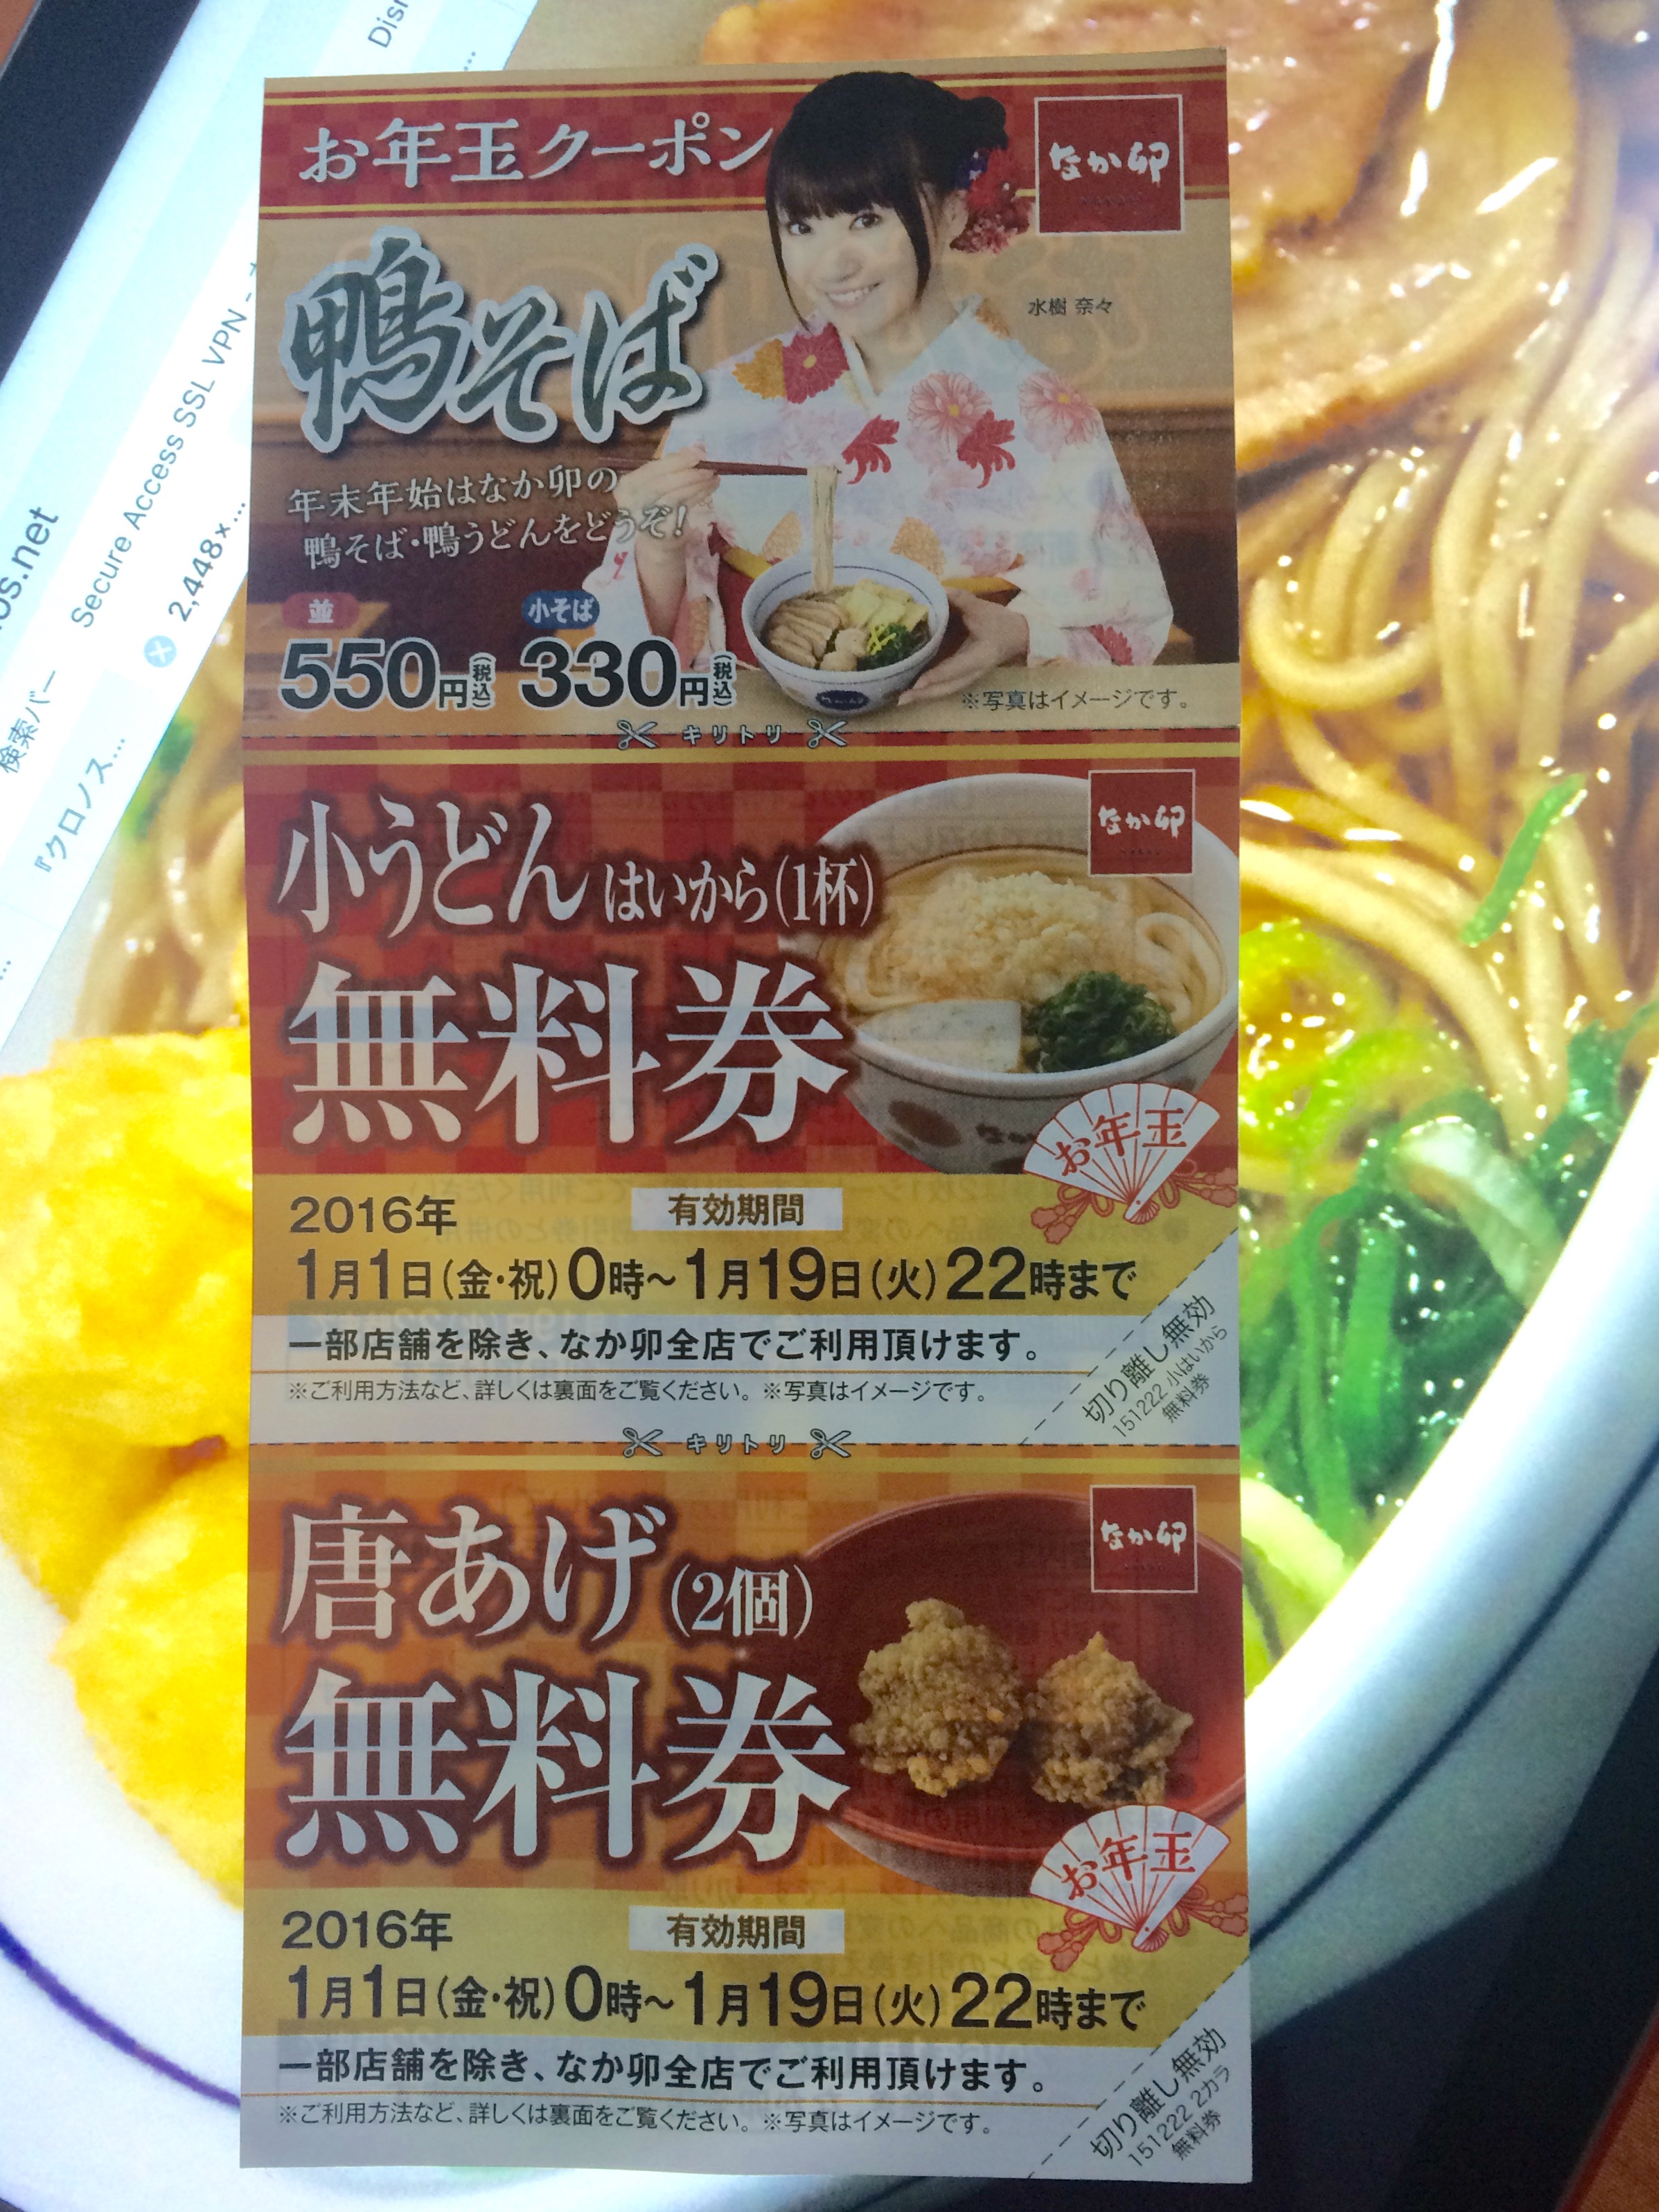 お年玉クーポン
なか卯
水樹 奈々
鴨そば
年末年始はなか卯の
鴨そば・鴨うどんをどうぞ!
並
小そば
550円(税込) 330円(税込)
※写真はイメージです。
キリトリ
なか卯
小うどん はいから(1杯)
無料券
お年玉
2016年 有効期間
1月1日(金・祝)0時〜1月19日(火)22時まで
一部店舗を除き、なか卯全店でご利用頂けます。
※ご利用方法など、詳しくは裏面をご覧ください。 ※写真はイメージです。
切り離し無効
151222 小はいから
無料券
キリトリ
なか卯
唐あげ(2個)
無料券
お年玉
2016年 有効期間
1月1日(金・祝)0時〜1月19日(火)22時まで
一部店舗を除き、なか卯全店でご利用頂けます。
※ご利用方法など、詳しくは裏面をご覧ください。 ※写真はイメージです。
切り離し無効
151222 2カラ
無料券
os.net
Secure Access SSL VPN -
2,448×...
検索バー
『クロノス...